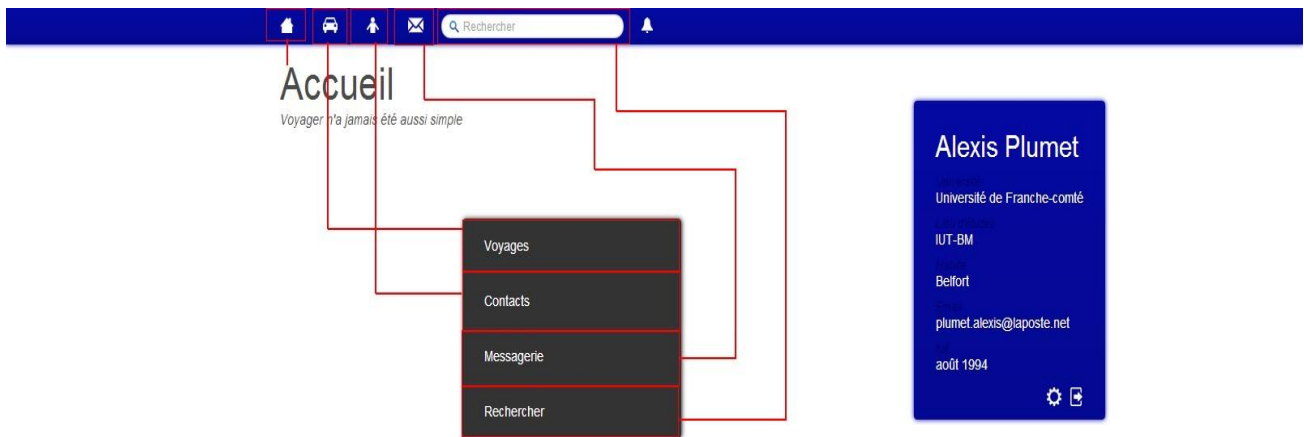 Rechercher
Accueil
Voyager n'a jamais été aussi simple
Alexis Plumet
Université de Franche-comté
IUT-BM
Belfort
plumet.alexis@laposte.net
août 1994
Voyages
Contacts
Messagerie
Rechercher